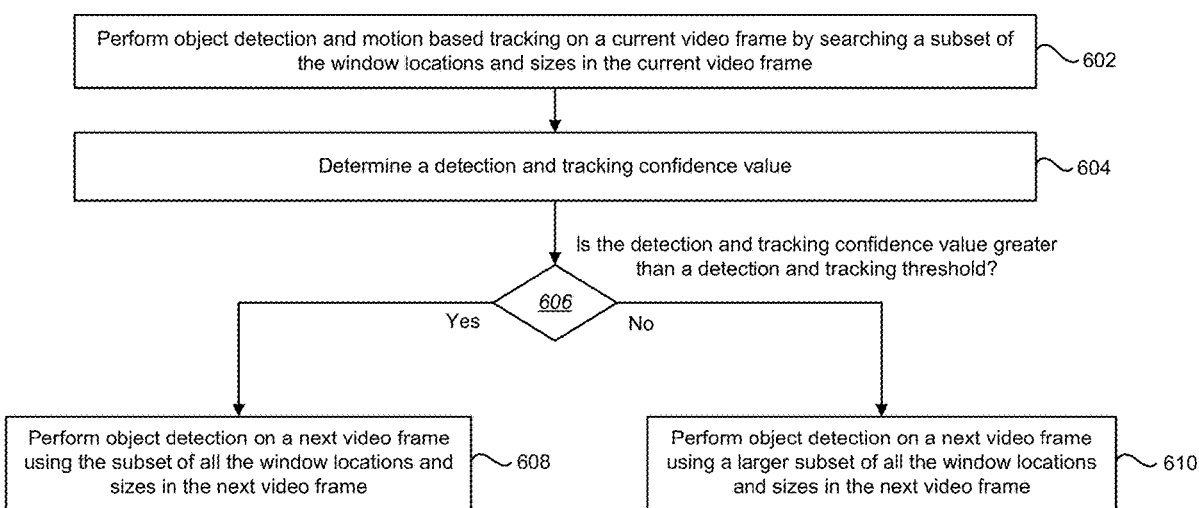 Perform object detection and motion based tracking on a current video frame by searching a subset of
the window locations and sizes in the current video frame
602
Determine a detection and tracking confidence value
604
Is the detection and tracking confidence value greater
than a detection and tracking threshold?
606
Yes
No
Perform object detection on a next video frame
using the subset of all the window locations and
sizes in the next video frame
608
Perform object detection on a next video frame
using a larger subset of all the window locations
and sizes in the next video frame
610